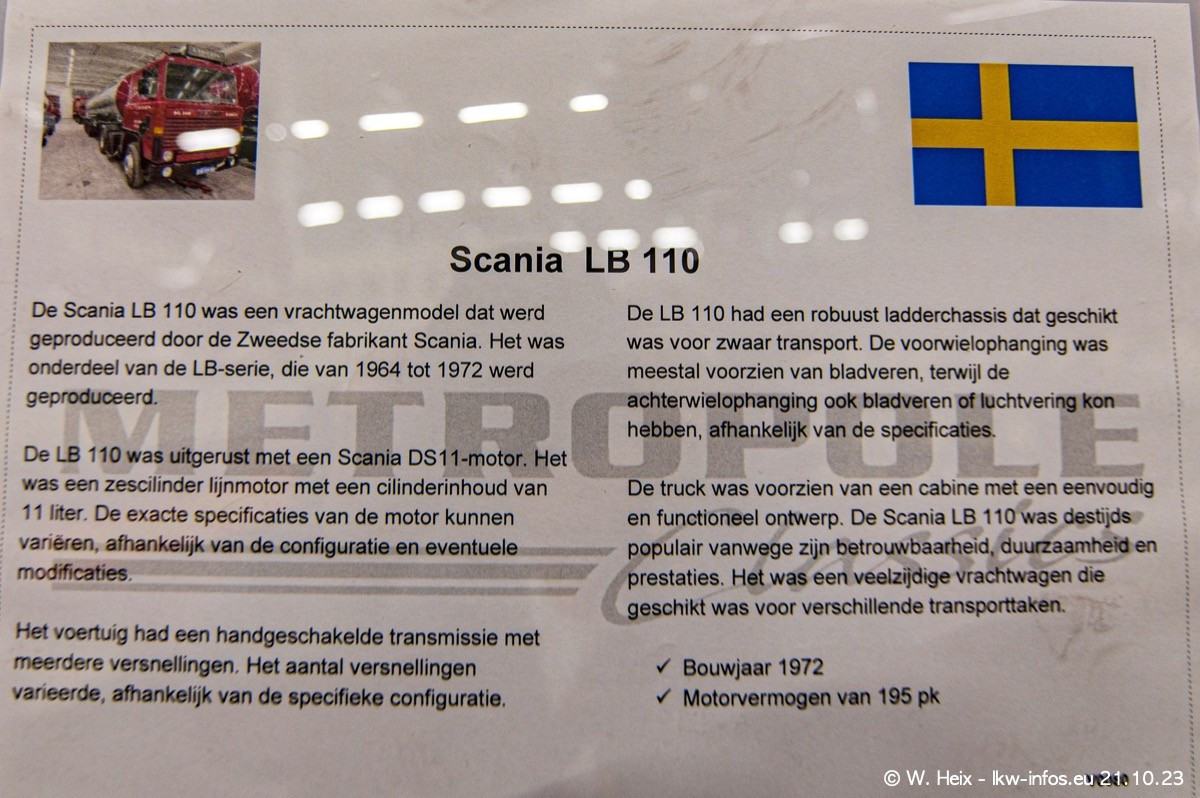 Scania LB 110
De Scania LB 110 was een vrachtwagenmodel dat werd
geproduceerd door de Zweedse fabrikant Scania. Het was
onderdeel van de LB-serie, die van 1964 tot 1972 werd
geproduceerd.
De LB 110 was uitgerust met een Scania DS11-motor. Het
was een zescilinder lijnmotor met een cilinderinhoud van
11 liter. De exacte specificaties van de motor kunnen
variëren, afhankelijk van de configuratie en eventuele
modificaties.
Het voertuig had een handgeschakelde transmissie met
meerdere versnellingen. Het aantal versnellingen
varieerde, afhankelijk van de specifieke configuratie.
De LB 110 had een robuust ladderchassis dat geschikt
was voor zwaar transport. De voorwielophanging was
meestal voorzien van bladveren, terwijl de
achterwielophanging ook bladveren of luchtvering kon
hebben, afhankelijk van de specificaties.
De truck was voorzien van een cabine met een eenvoudig
en functioneel ontwerp. De Scania LB 110 was destijds
populair vanwege zijn betrouwbaarheid, duurzaamheid en
prestaties. Het was een veelzijdige vrachtwagen die
geschikt was voor verschillende transporttaken.
✓ Bouwjaar 1972
✓ Motorvermogen van 195 pk
METROPOLE
Classics
© W. Heix - lkw-infos.eu 21.10.23